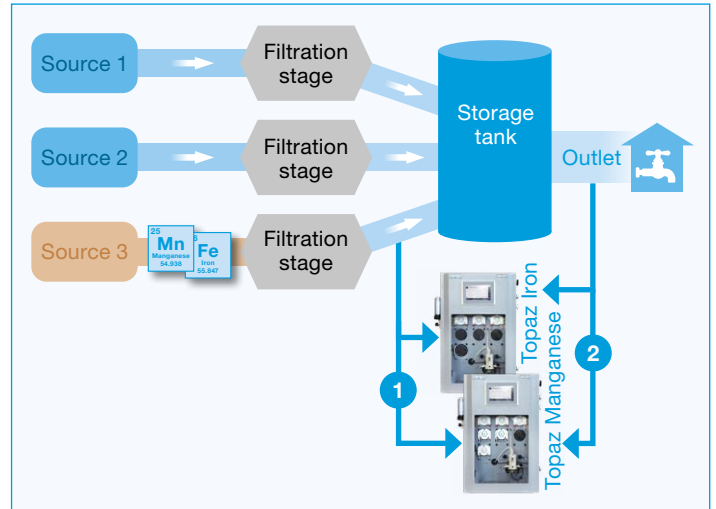 Source 1
Filtration
stage
Source 2
Filtration
stage
Storage
tank
Outlet
Source 3
25
Mn
Manganese
54.938
Fe
Iron
55.847
Filtration
stage
Topaz Iron
Topaz Manganese
1
2